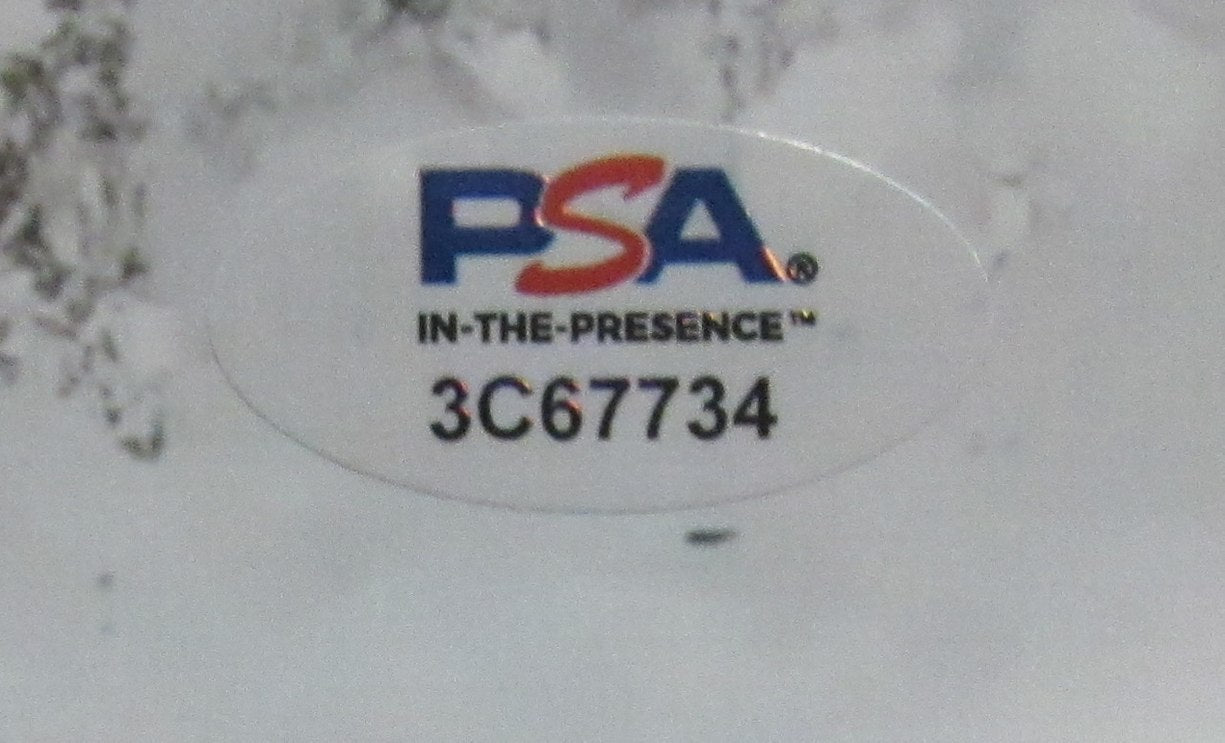 PSA®
IN-THE-PRESENCE™
3C67734